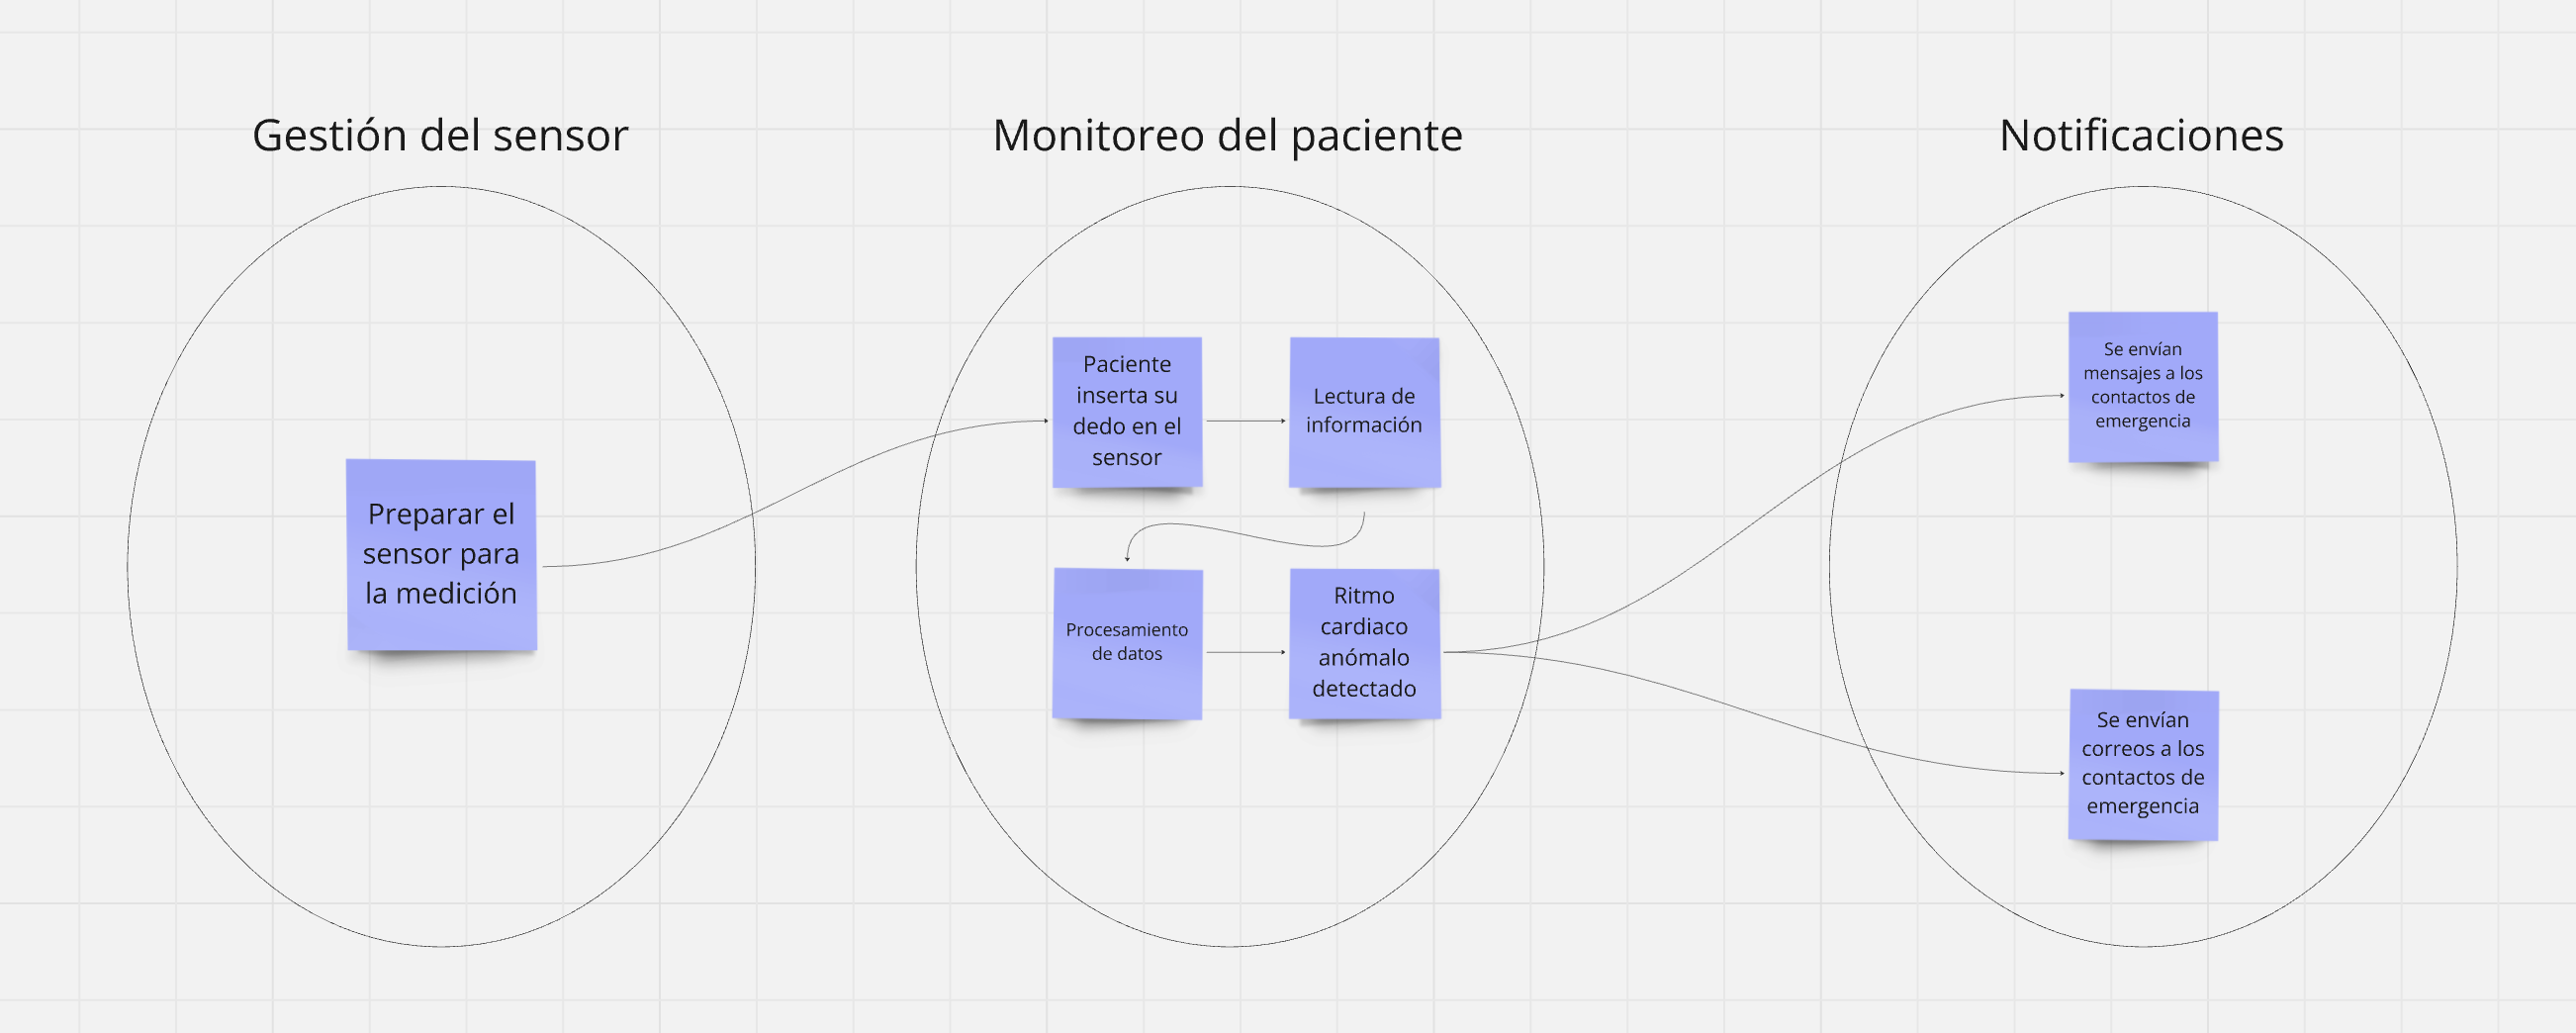 Gestión del sensor
Monitoreo del paciente
Notificaciones
Preparar el
sensor para
la medición
Paciente
inserta su
dedo en el
sensor
Lectura de
información
Procesamiento
de datos
Ritmo
cardiaco
anómalo
detectado
Se envían
mensajes a los
contactos de
emergencia
Se envían
correos a los
contactos de
emergencia